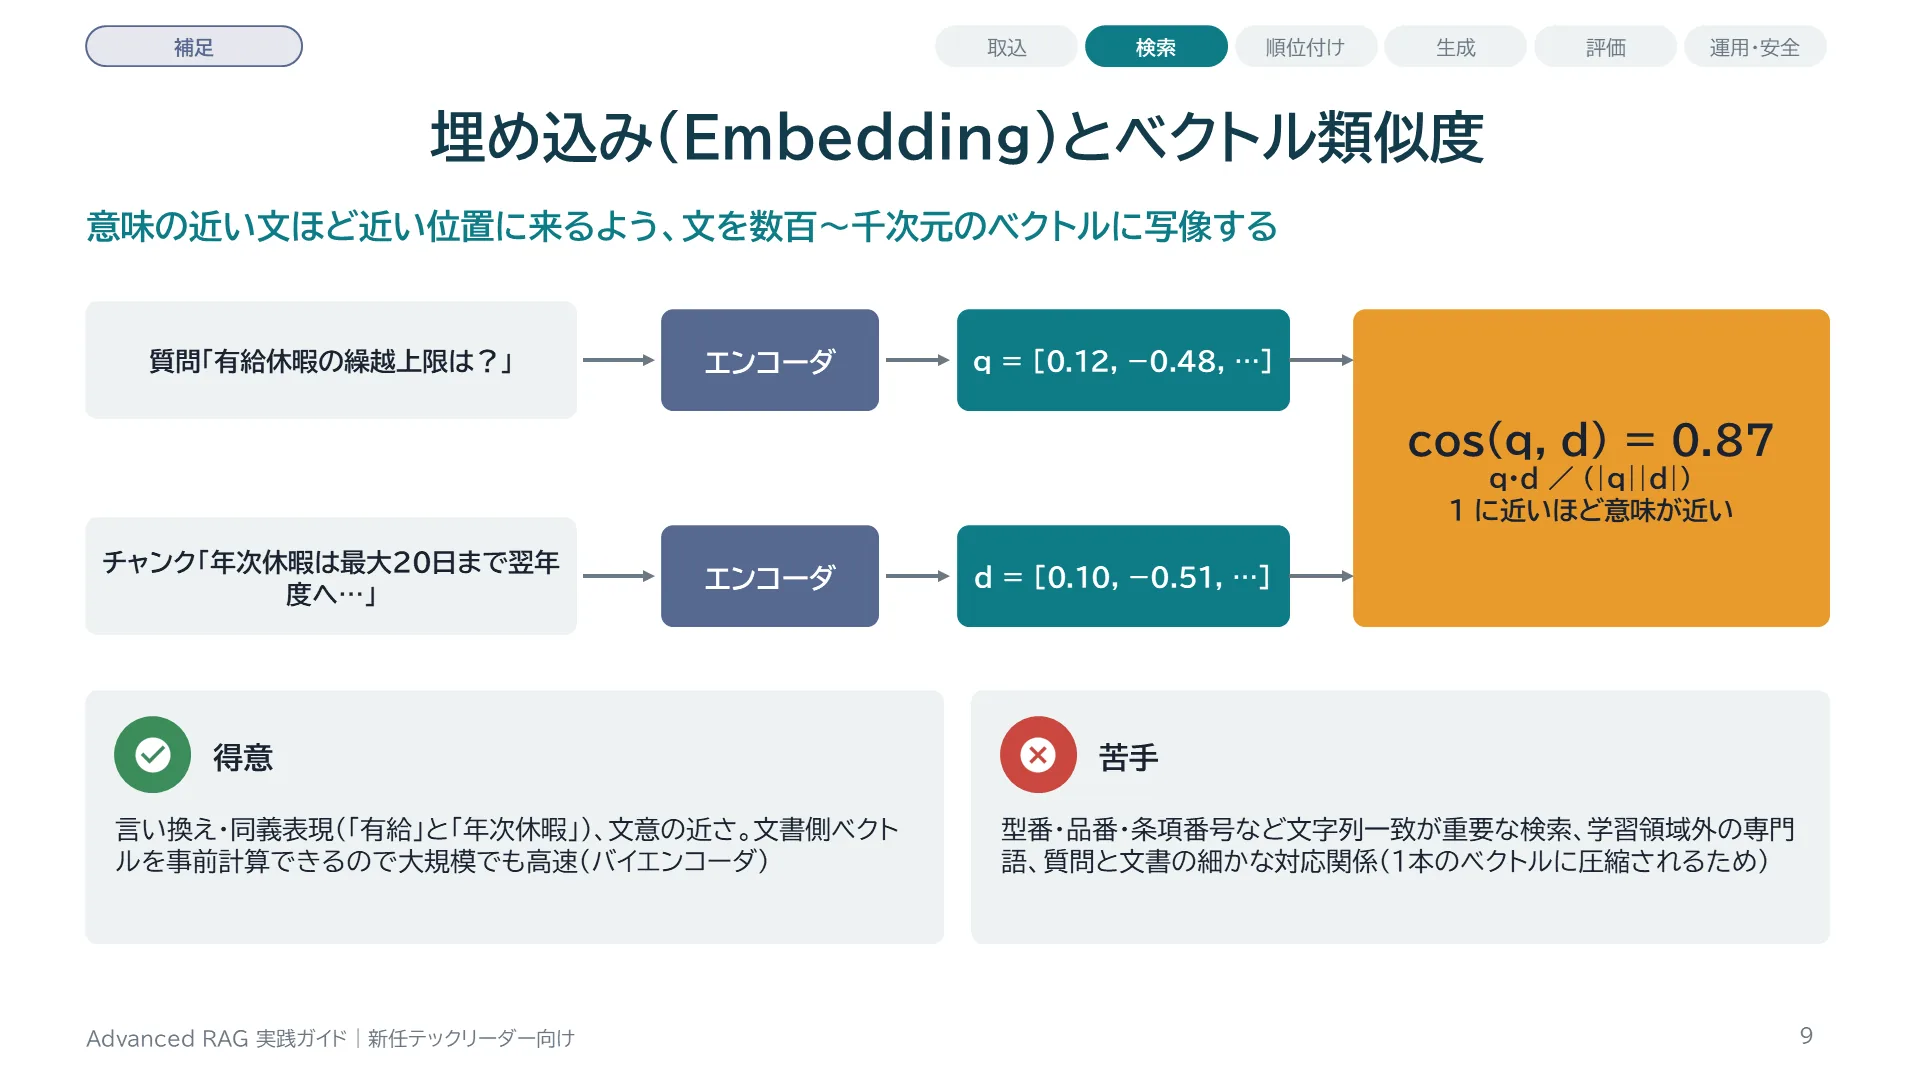 補足
取込
検索
順位付け
生成
評価
運用・安全
埋め込み（Embedding）とベクトル類似度
意味の近い文ほど近い位置に来るよう、文を数百～千次元のベクトルに写像する
質問「有給休暇の繰越上限は？」
エンコーダ
q = [0.12, −0.48, …]
チャンク「年次休暇は最大20日まで翌年
度へ…」
エンコーダ
d = [0.10, −0.51, …]
cos(q, d) = 0.87
q・d ／ (|q||d|)
1 に近いほど意味が近い
得意
言い換え・同義表現（「有給」と「年次休暇」）、文意の近さ。文書側ベクト
ルを事前計算できるので大規模でも高速（バイエンコーダ）
苦手
型番・品番・条項番号など文字列一致が重要な検索、学習領域外の専門
語、質問と文書の細かな対応関係（1本のベクトルに圧縮されるため）
Advanced RAG 実践ガイド｜新任テックリーダー向け
9